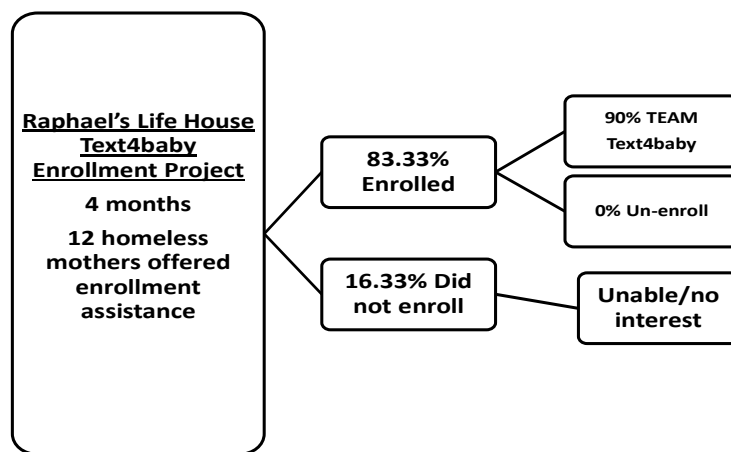 Raphael's Life House
Text4baby
Enrollment Project
4 months
12 homeless
mothers offered
enrollment
assistance
83.33%
Enrolled
90% TEAM
Text4baby
0% Un-enroll
16.33% Did
not enroll
Unable/no
interest